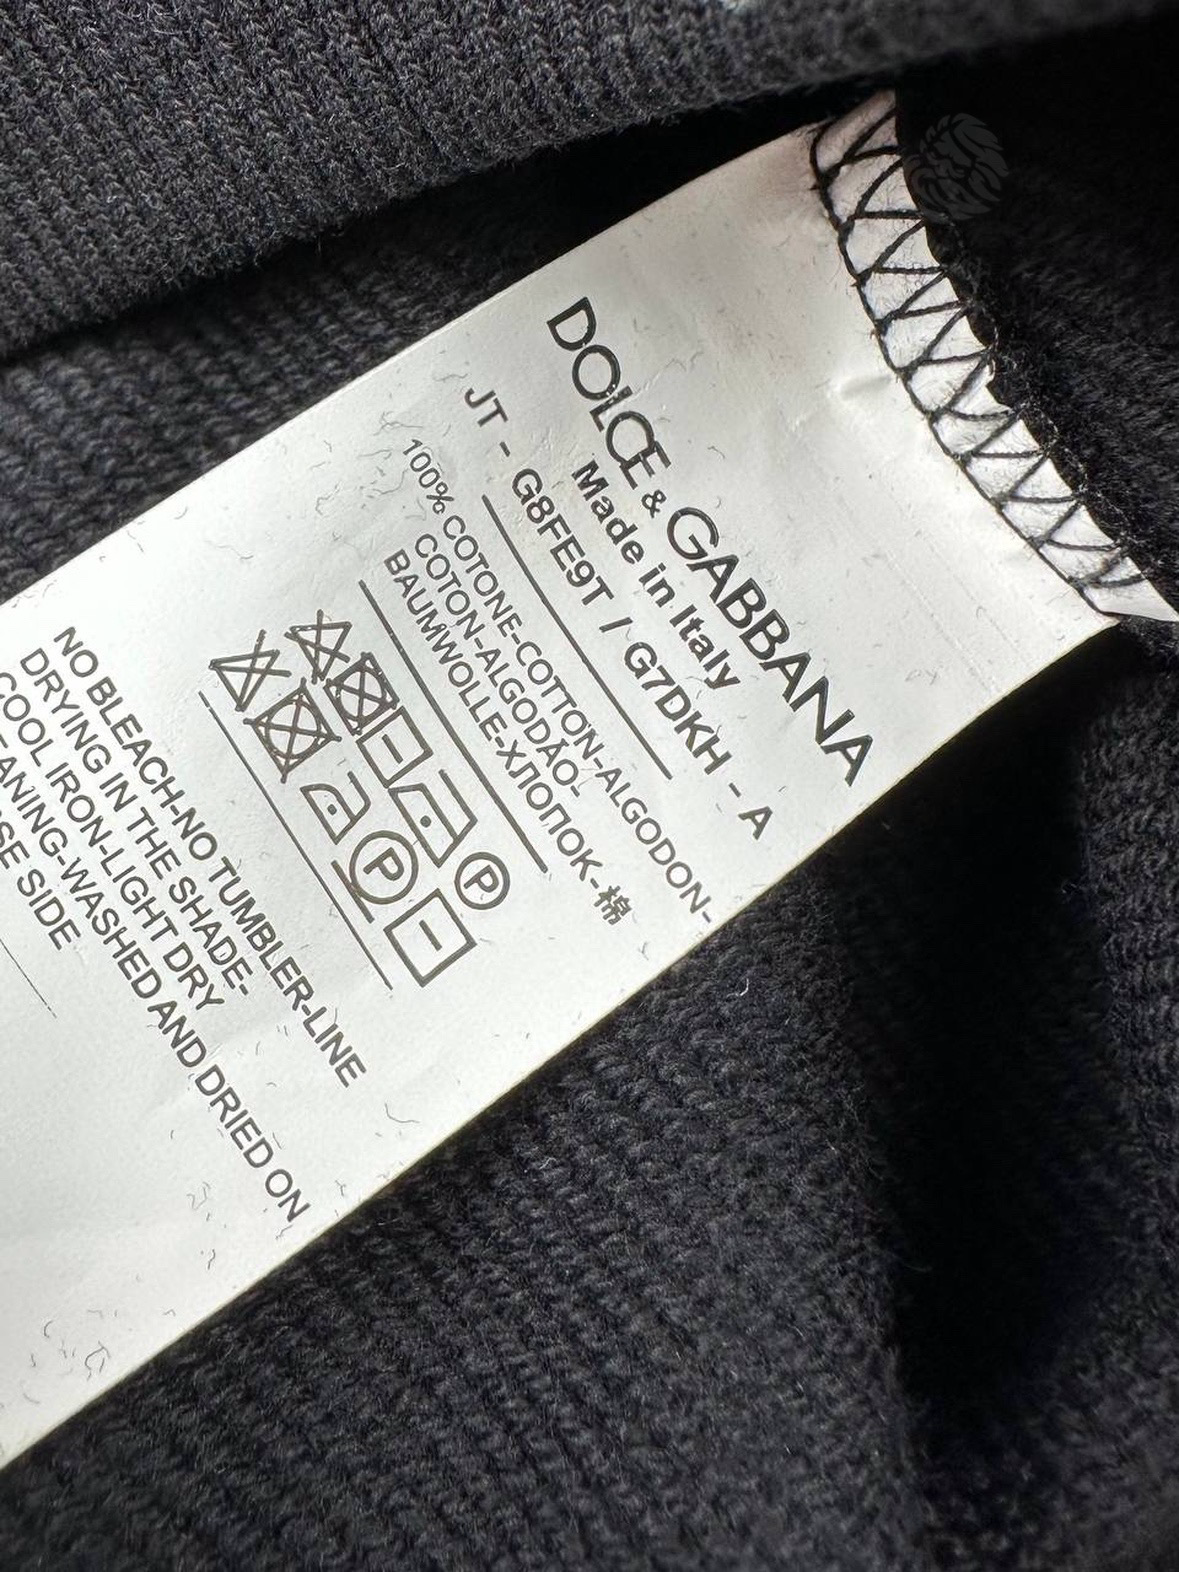 DOLCE & GABBANA
Made in Italy
JT - G8FE9T / G7DKH - A
100% COTONE-COTTON-ALGODON-
COTON-ALGODÃO-
BAUMWOLLE-ХЛОПОК-棉
P
P
NO BLEACH-NO TUMBLER-LINE
DRYING IN THE SHADE-
COOL IRON-LIGHT DRY
CLEANING-WASHED AND DRIED ON
SIDE